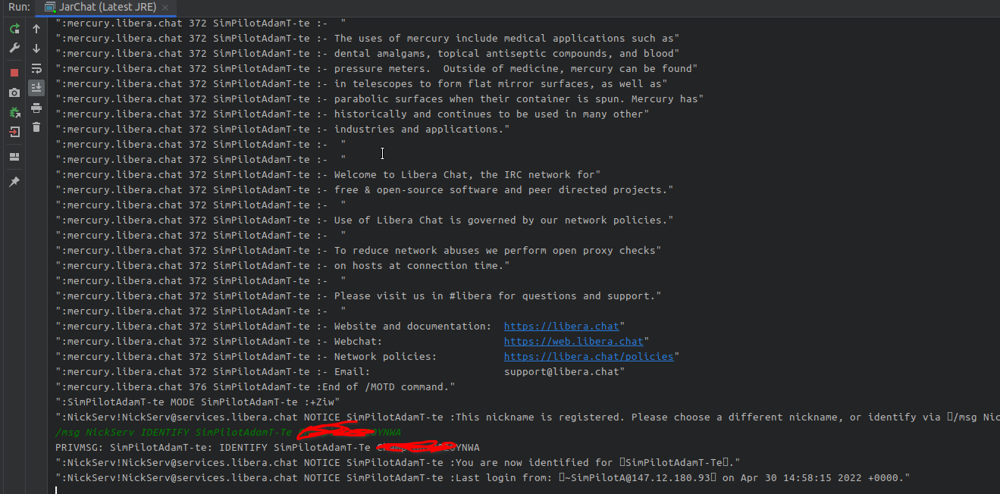 Run: JarChat (Latest JRE) ×
":mercury.libera.chat 372 SimPilotAdamT-te :-  "
":mercury.libera.chat 372 SimPilotAdamT-te :- The uses of mercury include medical applications such as"
":mercury.libera.chat 372 SimPilotAdamT-te :- dental amalgams, topical antiseptic compounds, and blood"
":mercury.libera.chat 372 SimPilotAdamT-te :- pressure meters.  Outside of medicine, mercury can be found"
":mercury.libera.chat 372 SimPilotAdamT-te :- in telescopes to form flat mirror surfaces, as well as"
":mercury.libera.chat 372 SimPilotAdamT-te :- parabolic surfaces when their container is spun. Mercury has"
":mercury.libera.chat 372 SimPilotAdamT-te :- historically and continues to be used in many other"
":mercury.libera.chat 372 SimPilotAdamT-te :- industries and applications."
":mercury.libera.chat 372 SimPilotAdamT-te :-  "
":mercury.libera.chat 372 SimPilotAdamT-te :-  "
":mercury.libera.chat 372 SimPilotAdamT-te :- Welcome to Libera Chat, the IRC network for"
":mercury.libera.chat 372 SimPilotAdamT-te :- free & open-source software and peer directed projects."
":mercury.libera.chat 372 SimPilotAdamT-te :-  "
":mercury.libera.chat 372 SimPilotAdamT-te :- Use of Libera Chat is governed by our network policies."
":mercury.libera.chat 372 SimPilotAdamT-te :-  "
":mercury.libera.chat 372 SimPilotAdamT-te :- To reduce network abuses we perform open proxy checks"
":mercury.libera.chat 372 SimPilotAdamT-te :- on hosts at connection time."
":mercury.libera.chat 372 SimPilotAdamT-te :-  "
":mercury.libera.chat 372 SimPilotAdamT-te :- Please visit us in #libera for questions and support."
":mercury.libera.chat 372 SimPilotAdamT-te :-  "
":mercury.libera.chat 372 SimPilotAdamT-te :- Website and documentation:  https://libera.chat"
":mercury.libera.chat 372 SimPilotAdamT-te :- Webchat:                    https://web.libera.chat"
":mercury.libera.chat 372 SimPilotAdamT-te :- Network policies:           https://libera.chat/policies"
":mercury.libera.chat 372 SimPilotAdamT-te :- Email:                      support@libera.chat"
":mercury.libera.chat 376 SimPilotAdamT-te :End of /MOTD command."
":SimPilotAdamT-te MODE SimPilotAdamT-te :+Ziw"
":NickServ!NickServ@services.libera.chat NOTICE SimPilotAdamT-te :This nickname is registered. Please choose a different nickname, or identify via /msg Nic
/msg NickServ IDENTIFY SimPilotAdamT-Te
PRIVMSG: SimPilotAdamT-te: IDENTIFY SimPilotAdamT-Te
":NickServ!NickServ@services.libera.chat NOTICE SimPilotAdamT-te :You are now identified for SimPilotAdamT-Te."
":NickServ!NickServ@services.libera.chat NOTICE SimPilotAdamT-te :Last login from: ~SimPilotA@147.12.180.93 on Apr 30 14:58:15 2022 +0000."